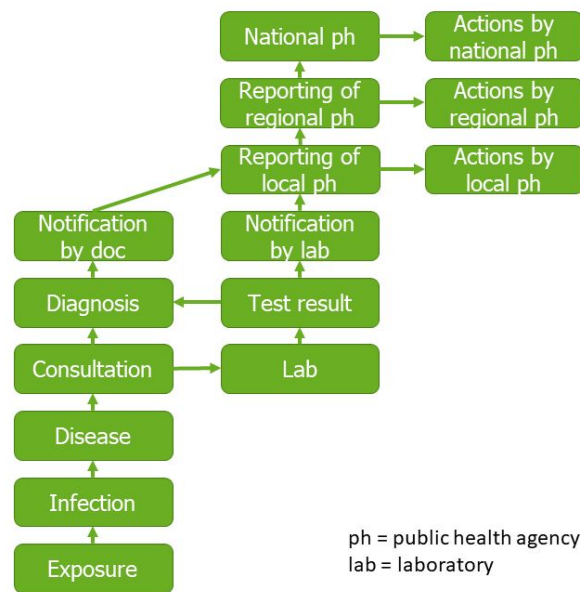 National ph
Actions by
national ph
Reporting of
regional ph
Actions by
regional ph
Reporting of
local ph
Actions by
local ph
Notification
by doc
Notification
by lab
Diagnosis
Test result
Consultation
Lab
Disease
Infection
Exposure
ph = public health agency
lab = laboratory